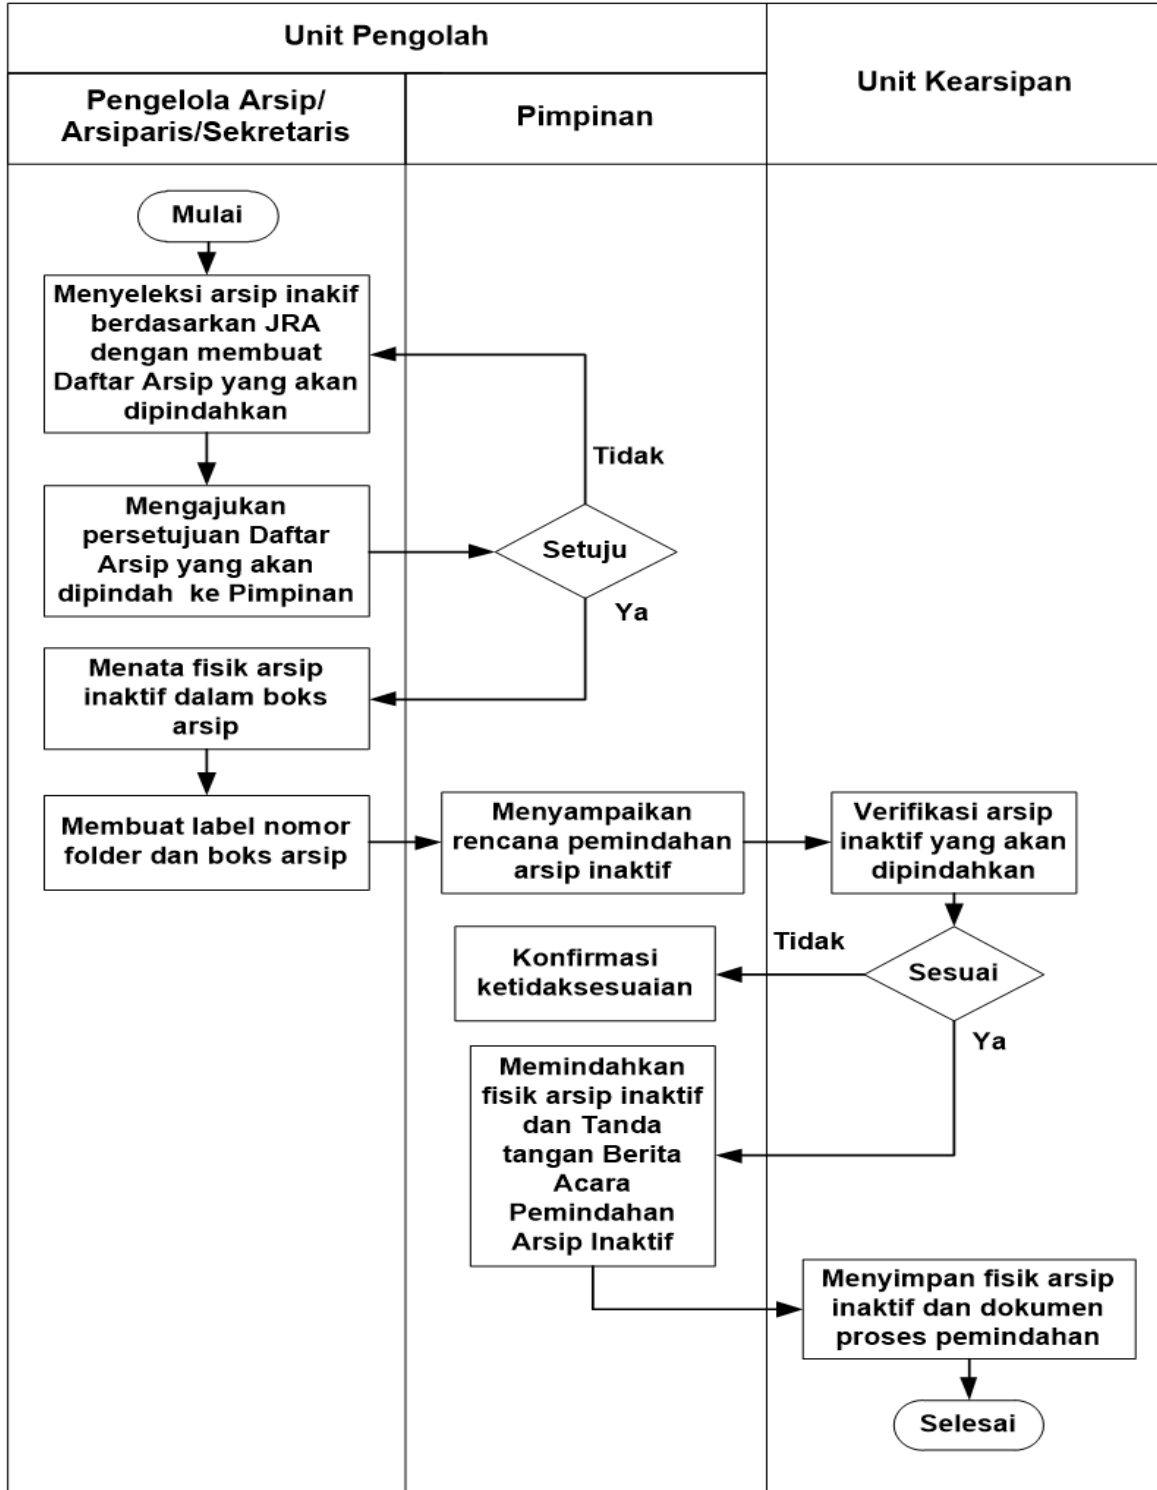 Unit Pengolah
Unit Kearsipan
Pengelola Arsip/
Arsiparis/Sekretaris
Pimpinan
Mulai
Menyeleksi arsip inakif
berdasarkan JRA
dengan membuat
Daftar Arsip yang akan
dipindahkan
Tidak
Mengajukan
persetujuan Daftar
Arsip yang akan
dipindah ke Pimpinan
Setuju
Ya
Menata fisik arsip
inaktif dalam boks
arsip
Membuat label nomor
folder dan boks arsip
Menyampaikan
rencana pemindahan
arsip inaktif
Verifikasi arsip
inaktif yang akan
dipindahkan
Tidak
Sesuai
Konfirmasi
ketidaksesuaian
Ya
Memindahkan
fisik arsip inaktif
dan Tanda
tangan Berita
Acara
Pemindahan
Arsip Inaktif
Menyimpan fisik arsip
inaktif dan dokumen
proses pemindahan
Selesai